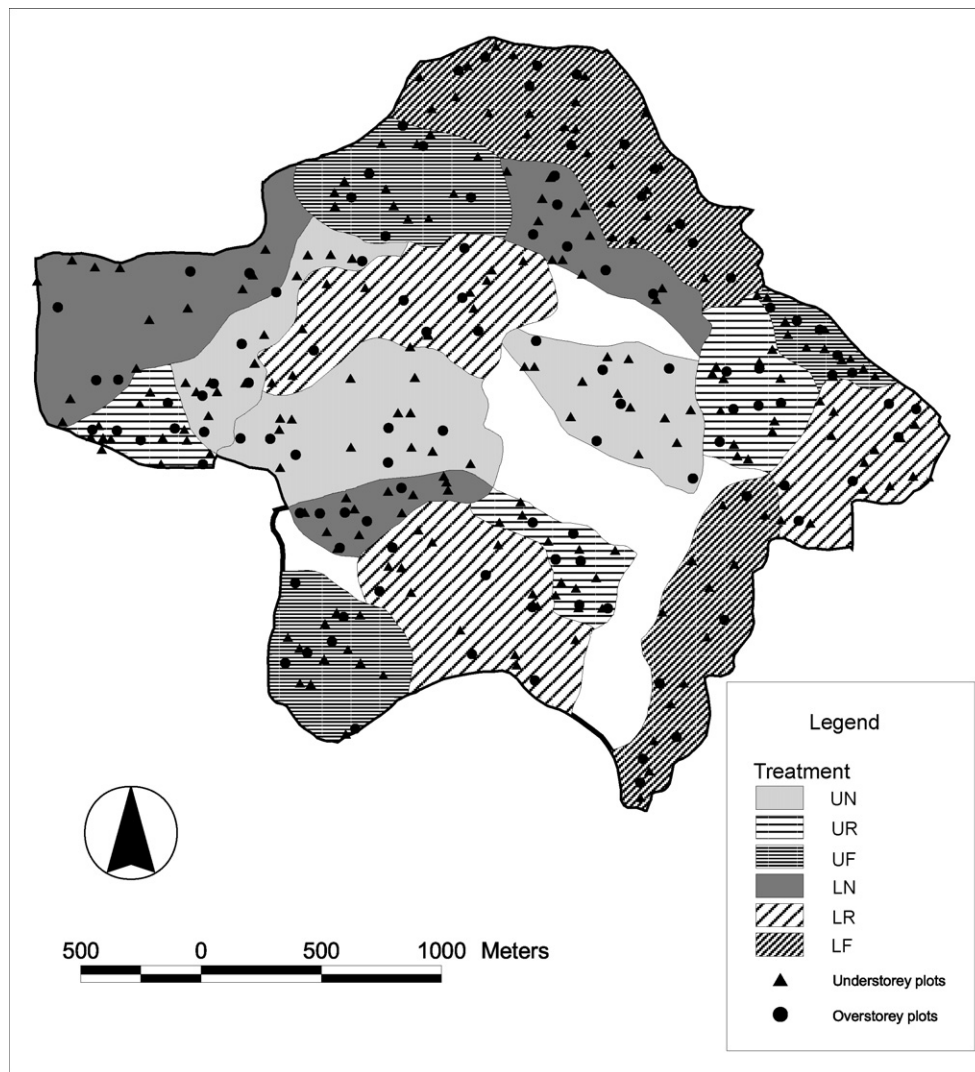 Legend
Treatment
UN
UR
UF
LN
LR
LF
Understorey plots
Overstorey plots
500 0 500 1000 Meters